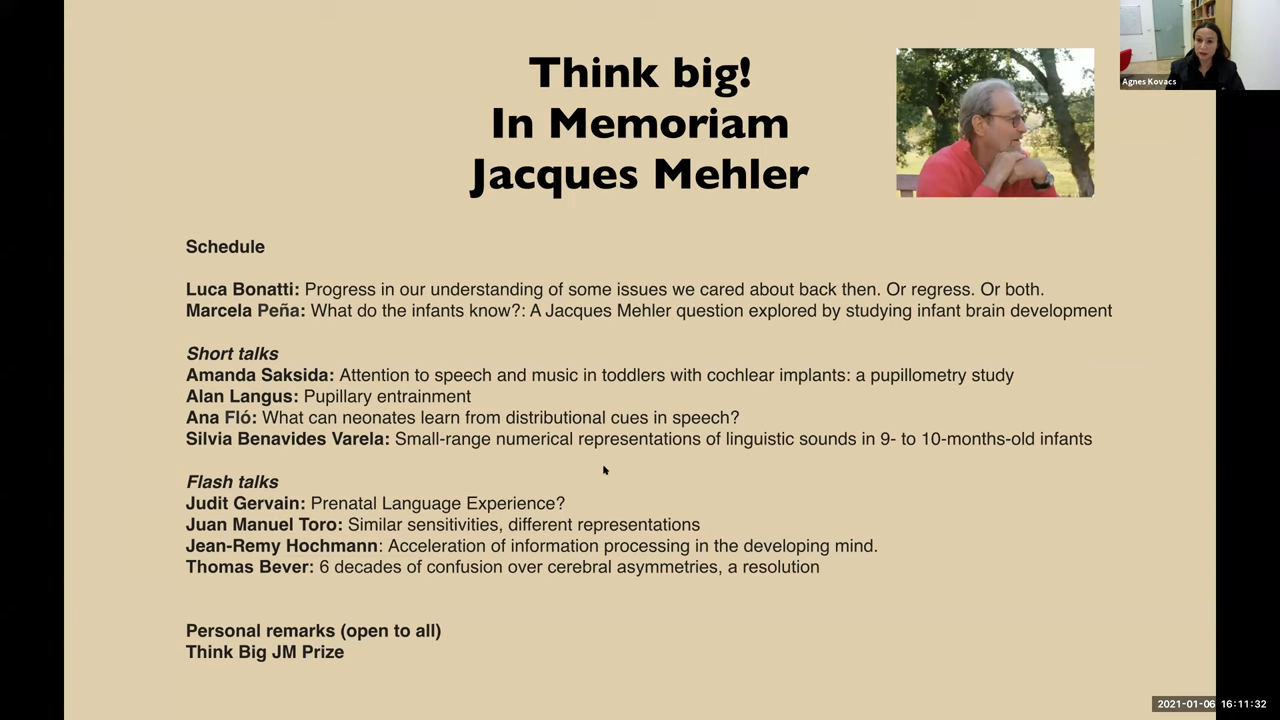 Think big!
In Memoriam
Jacques Mehler
Agnes Kovacs
Schedule
Luca Bonatti: Progress in our understanding of some issues we cared about back then. Or regress. Or both.
Marcela Peña: What do the infants know?: A Jacques Mehler question explored by studying infant brain development
Short talks
Amanda Saksida: Attention to speech and music in toddlers with cochlear implants: a pupillometry study
Alan Langus: Pupillary entrainment
Ana Fló: What can neonates learn from distributional cues in speech?
Silvia Benavides Varela: Small-range numerical representations of linguistic sounds in 9- to 10-months-old infants
Flash talks
Judit Gervain: Prenatal Language Experience?
Juan Manuel Toro: Similar sensitivities, different representations
Jean-Remy Hochmann: Acceleration of information processing in the developing mind.
Thomas Bever: 6 decades of confusion over cerebral asymmetries, a resolution
Personal remarks (open to all)
Think Big JM Prize
2021-01-06 16:11:32